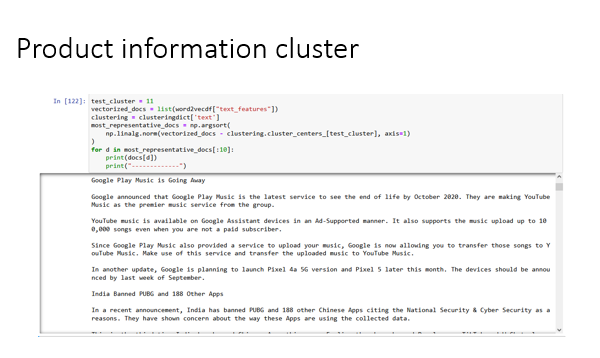 Product information cluster
In [122]: test_cluster = 11
vectorized_docs = list(word2vecdf["text_features"])
clustering = clusteringdict['text']
most_representative_docs = np.argsort(
np.linalg.norm(vectorized_docs - clustering.cluster_centers_[test_cluster], axis=1)
)
for d in most_representative_docs[:10]:
print(docs[d])
print("-------------")
Google Play Music is Going Away
Google announced that Google Play Music is the latest service to see the end of life by October 2020. They are making YouTube
Music as the premier music service from the group.
YouTube music is available on Google Assistant devices in an Ad-Supported manner. It also supports the music upload up to 10
0,000 songs even when you are not a paid subscriber.
Since Google Play Music also provided a service to upload your music, Google is now allowing you to transfer those songs to Y
ouTube Music. Make use of this service and transfer the uploaded music to YouTube Music.
In another update, Google is planning to launch Pixel 4a 5G version and Pixel 5 later this month. The devices should be annou
nced by last week of September.
India Banned PUBG and 188 Other Apps
In a recent announcement, India has banned PUBG and 188 other Chinese Apps citing the National Security & Cyber Security as a
reasons. They have shown concern about the way these Apps are using the collected data.